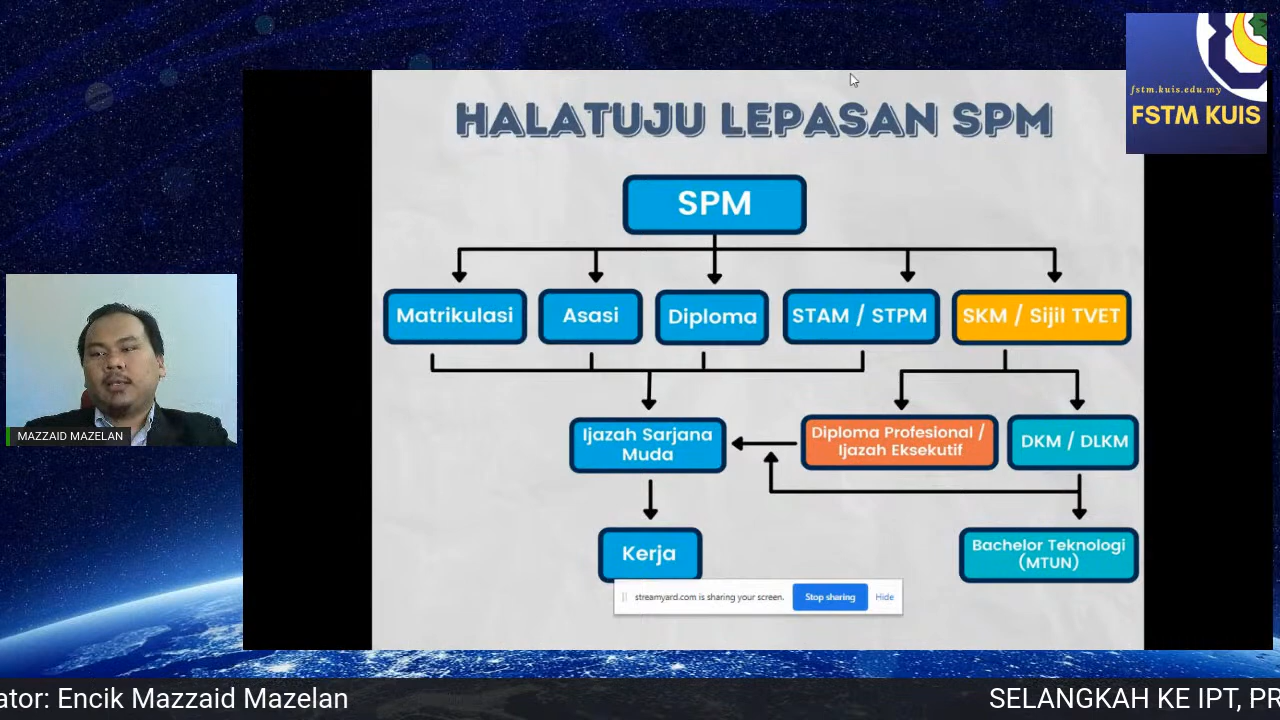 fstm.kuis.edu.my
FSTM KUIS
HALATUJU LEPASAN SPM
SPM
Matrikulasi
Asasi
Diploma
STAM / STPM
SKM / Sijil TVET
Ijazah Sarjana
Muda
Diploma Profesional /
Ijazah Eksekutif
DKM / DLKM
Kerja
Bachelor Teknologi
(MTUN)
streamyard.com is sharing your screen.
Stop sharing
Hide
MAZZAID MAZELAN
ator: Encik Mazzaid Mazelan
SELANGKAH KE IPT, PR